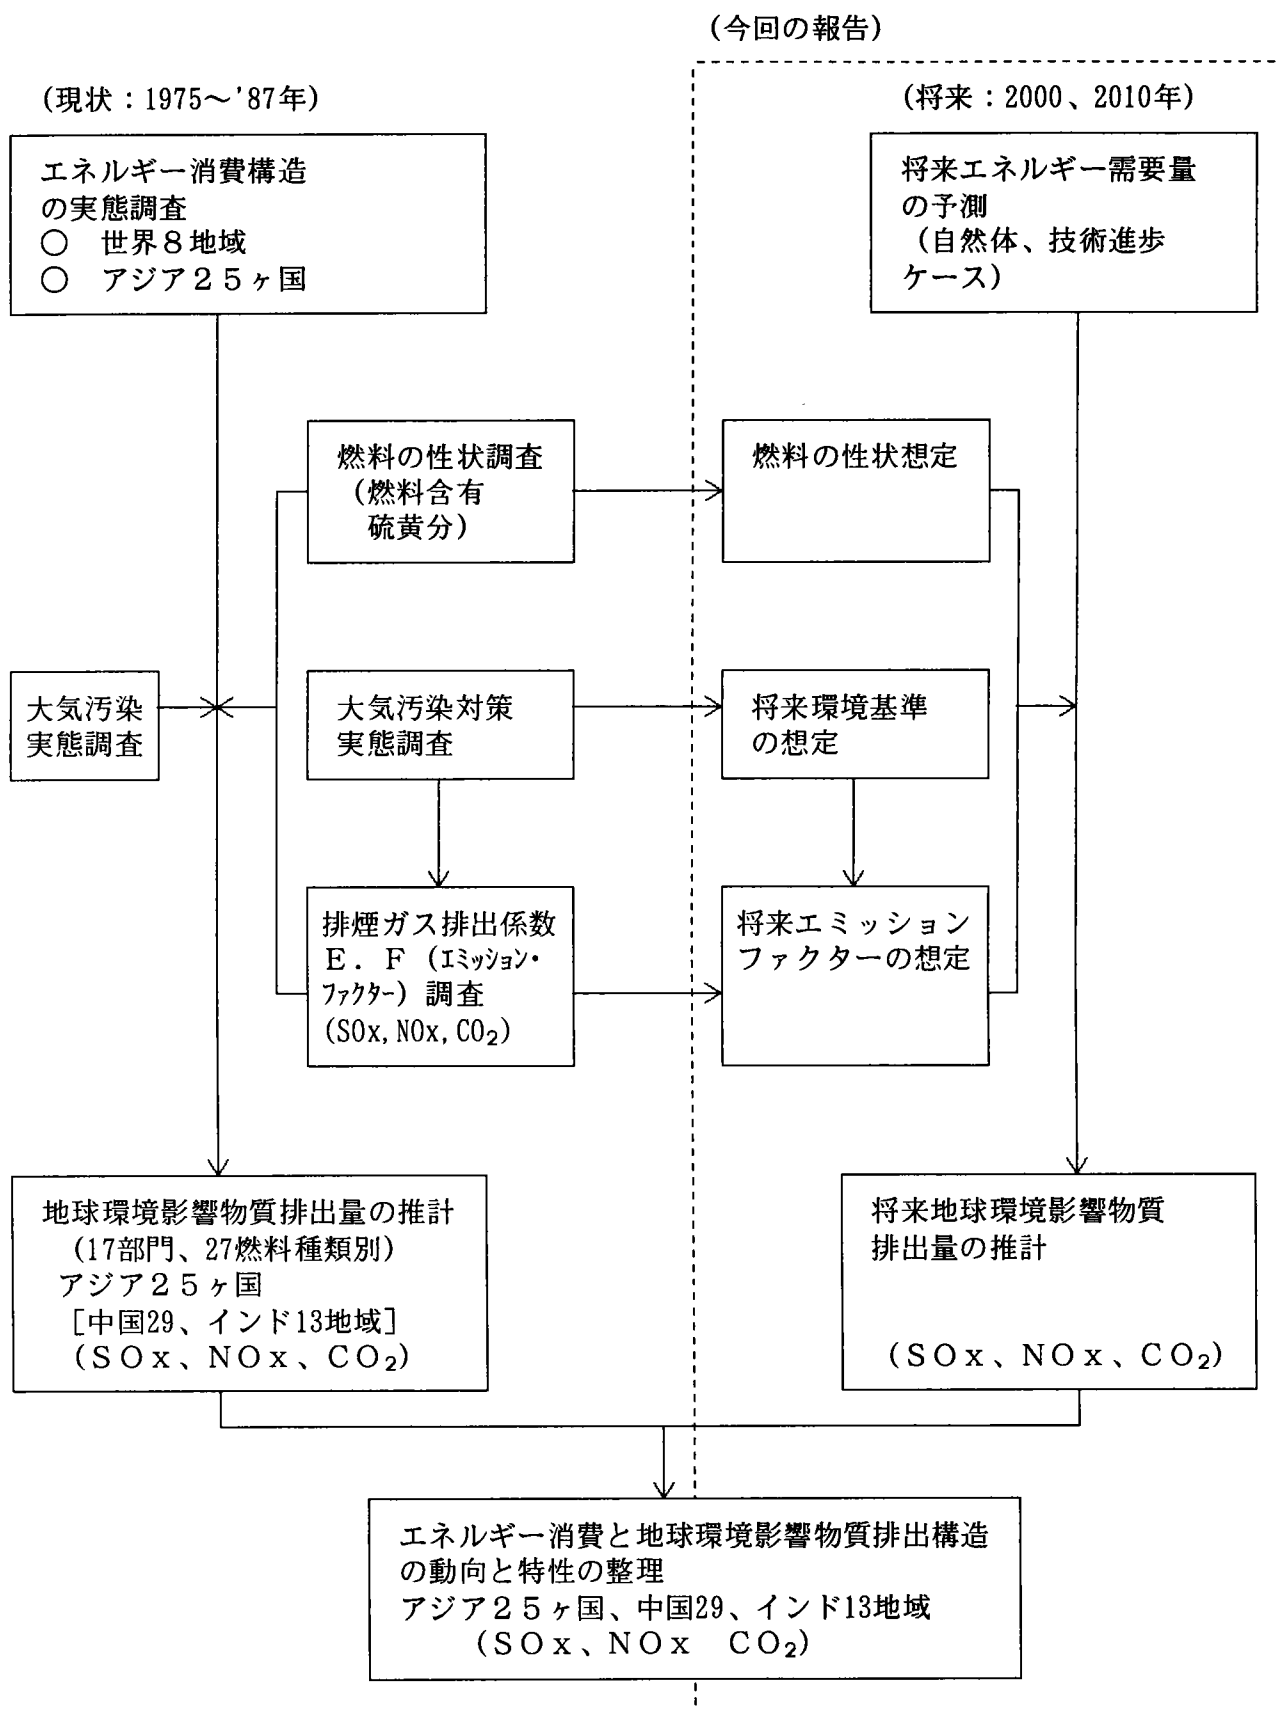 (今回の報告)
(現状：1975～'87年)
(将来：2000、2010年)
エネルギー消費構造
の実態調査
○　世界８地域
○　アジア２５ヶ国
将来エネルギー需要量
の予測
(自然体、技術進歩
ケース)
燃料の性状調査
(燃料含有
硫黄分)
燃料の性状想定
大気汚染
実態調査
大気汚染対策
実態調査
将来環境基準
の想定
排煙ガス排出係数
Ｅ．Ｆ (ｴﾐｯｼｮﾝ・
ﾌｧｸﾀｰ) 調査
(SOx,NOx,CO₂)
将来エミッション
ファクターの想定
地球環境影響物質排出量の推計
(17部門、27燃料種類別)
アジア２５ヶ国
[中国29、インド13地域]
(ＳＯｘ、ＮＯｘ、ＣＯ₂)
将来地球環境影響物質
排出量の推計
(ＳＯｘ、ＮＯｘ、ＣＯ₂)
エネルギー消費と地球環境影響物質排出構造
の動向と特性の整理
アジア２５ヶ国、中国29、インド13地域
(ＳＯｘ、ＮＯｘ　ＣＯ₂)